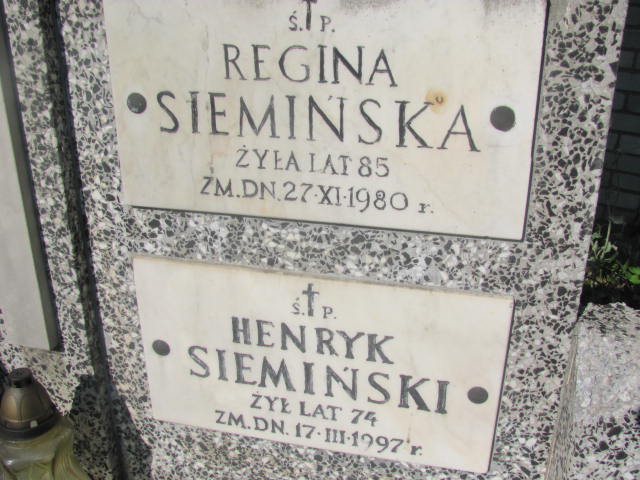 Ś.†P.
REGINA
SIEMIŃSKA
ŻYŁA LAT 85
ZM.DN.27·XI·1980 r.
Ś.†P.
HENRYK
SIEMIŃSKI
ŻYŁ LAT 74
ZM.DN.17·III·1997 r.